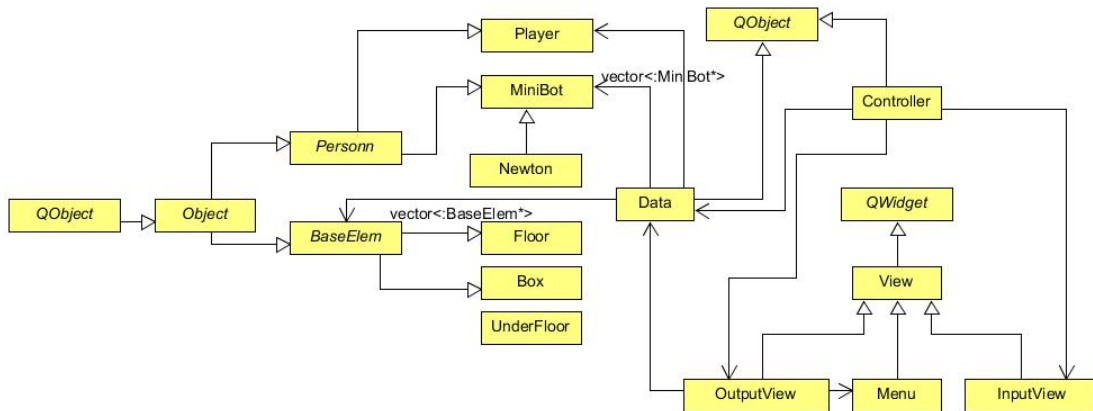 Player
QObject
vector<:MiniBot*>
MiniBot
Controller
Personn
Newton
QObject
Object
Data
QWidget
vector<:BaseElem*>
BaseElem
Floor
Box
View
UnderFloor
OutputView
Menu
InputView